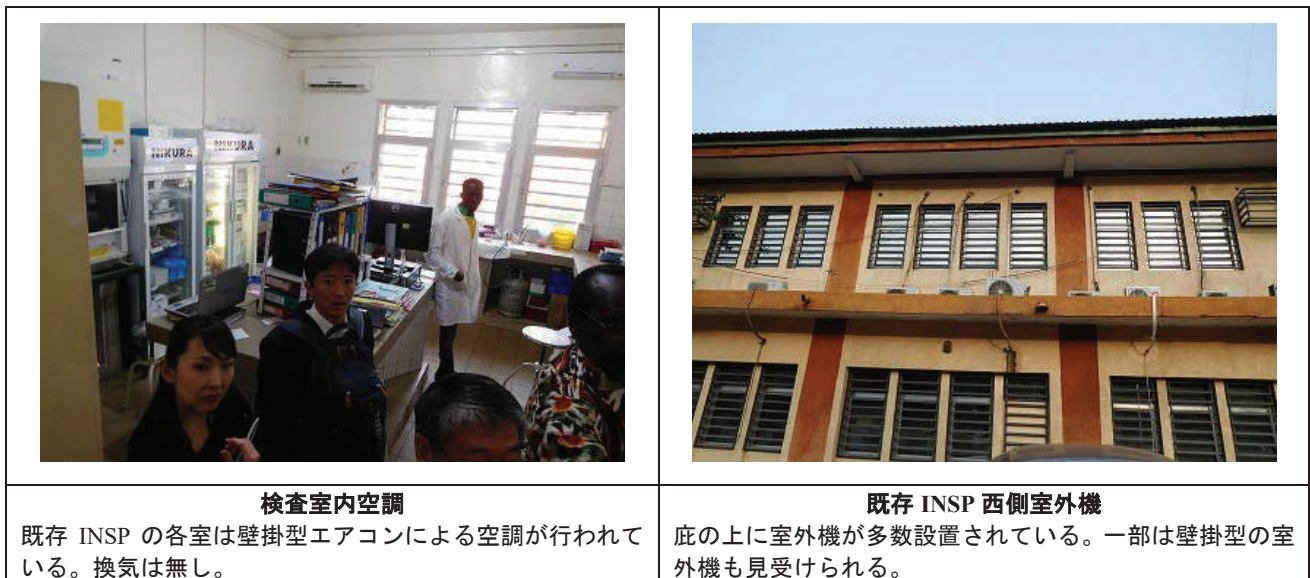 NIKURA NIKURA
検査室内空調
既存 INSP の各室は壁掛型エアコンによる空調が行われて
いる。換気は無し。
既存 INSP 西側室外機
庇の上に室外機が多数設置されている。一部は壁掛型の室
外機も見受けられる。